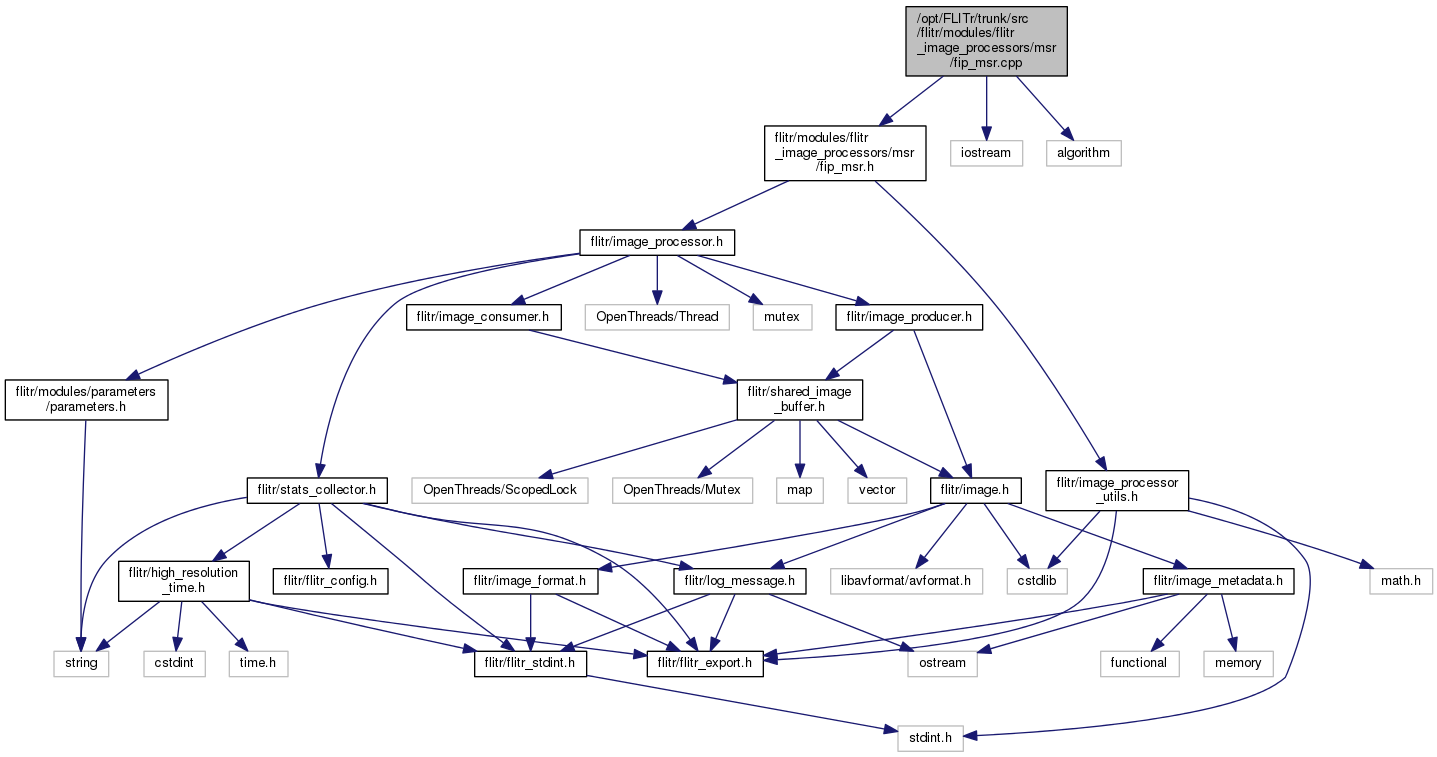 /opt/FLITr/trunk/src
/flitr/modules/flitr
_image_processors/msr
/fip_msr.cpp
flitr/modules/flitr
_image_processors/msr
/fip_msr.h
iostream
algorithm
flitr/image_processor.h
flitr/image_consumer.h
OpenThreads/Thread
mutex
flitr/image_producer.h
flitr/modules/parameters
/parameters.h
flitr/shared_image
_buffer.h
flitr/stats_collector.h
OpenThreads/ScopedLock
OpenThreads/Mutex
map
vector
flitr/image.h
flitr/image_processor
_utils.h
flitr/high_resolution
_time.h
flitr/flitr_config.h
flitr/image_format.h
flitr/log_message.h
libavformat/avformat.h
cstdlib
flitr/image_metadata.h
math.h
string
cstdint
time.h
flitr/flitr_stdint.h
flitr/flitr_export.h
ostream
functional
memory
stdint.h